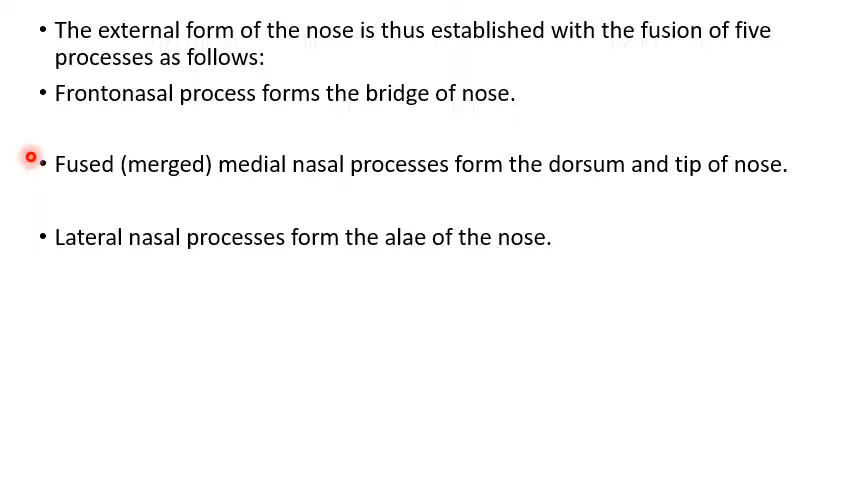 • The external form of the nose is thus established with the fusion of five
processes as follows:
• Frontonasal process forms the bridge of nose.
• Fused (merged) medial nasal processes form the dorsum and tip of nose.
• Lateral nasal processes form the alae of the nose.